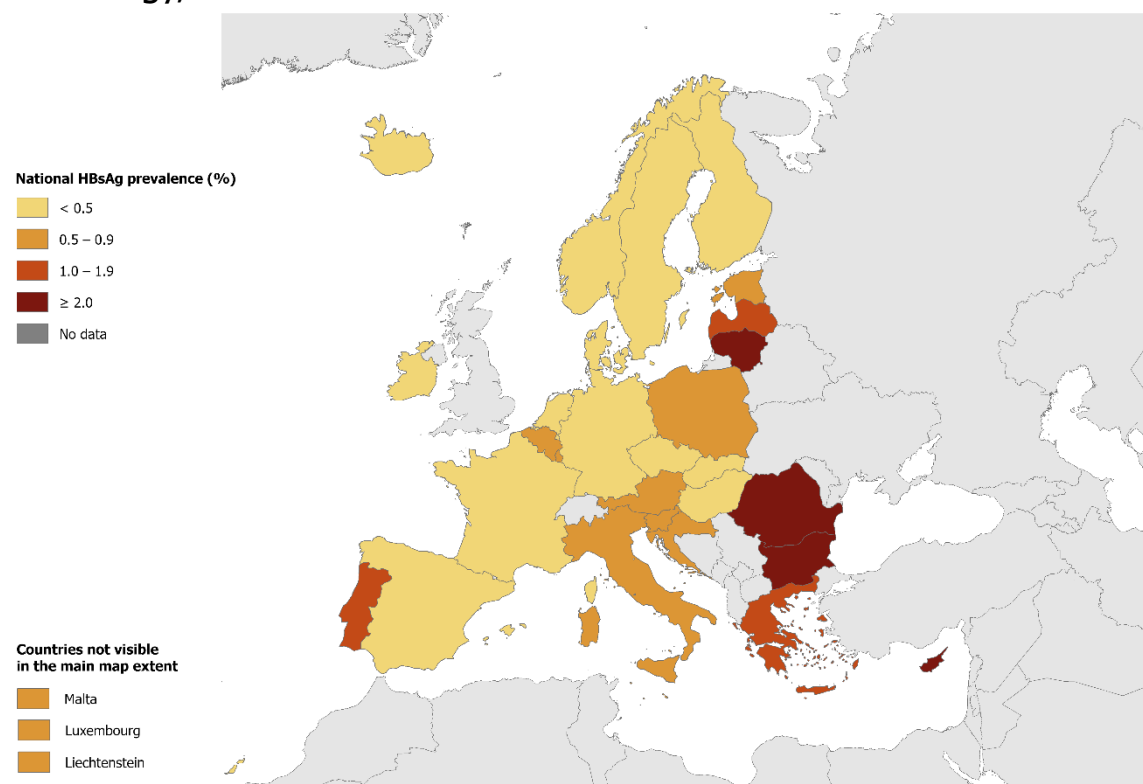 gy,
National HBsAg prevalence (%)
< 0.5
0.5 – 0.9
1.0 – 1.9
≥ 2.0
No data
Countries not visible
in the main map extent
Malta
Luxembourg
Liechtenstein